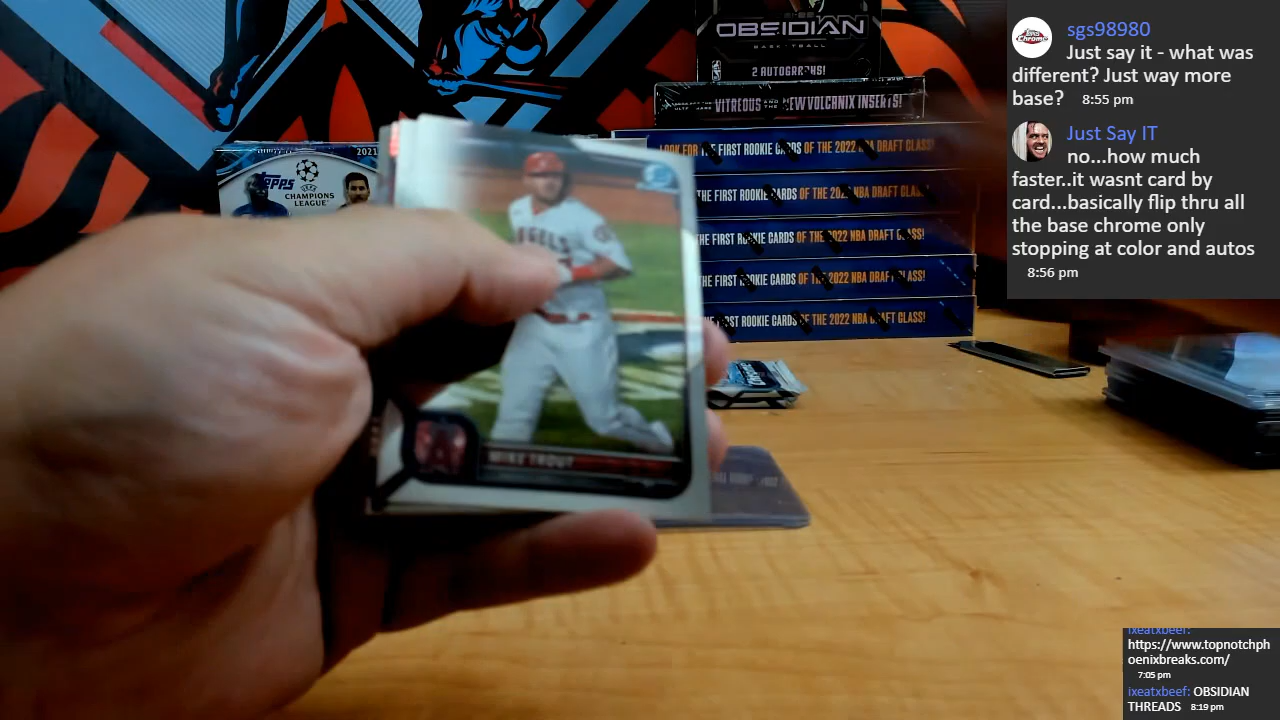 OBSIDIAN
BASKETBALL
2 AUTOGRAPHS!
VITREOUS AND NEW VOLCANIX INSERTS!
LOOK FOR THE FIRST ROOKIE CARDS OF THE 2022 NBA DRAFT CLASS!
THE FIRST ROOKIE CARDS OF THE 2022 NBA DRAFT CLASS!
THE FIRST ROOKIE CARDS OF THE 2022 NBA DRAFT CLASS!
THE FIRST ROOKIE CARDS OF THE 2022 NBA DRAFT CLASS!
FIRST ROOKIE CARDS OF THE 2022 NBA DRAFT CLASS!
2021
TOPPS
UEFA
CHAMPIONS
LEAGUE
ANGELS
MIKE TROUT
sgs98980
Just say it - what was
different? Just way more
base? 8:55 pm
Just Say IT
no...how much
faster..it wasnt card by
card...basically flip thru all
the base chrome only
stopping at color and autos
8:56 pm
ixeatxbeef:
https://www.topnotchph
oenixbreaks.com/
7:05 pm
ixeatxbeef: OBSIDIAN
THREADS 8:19 pm